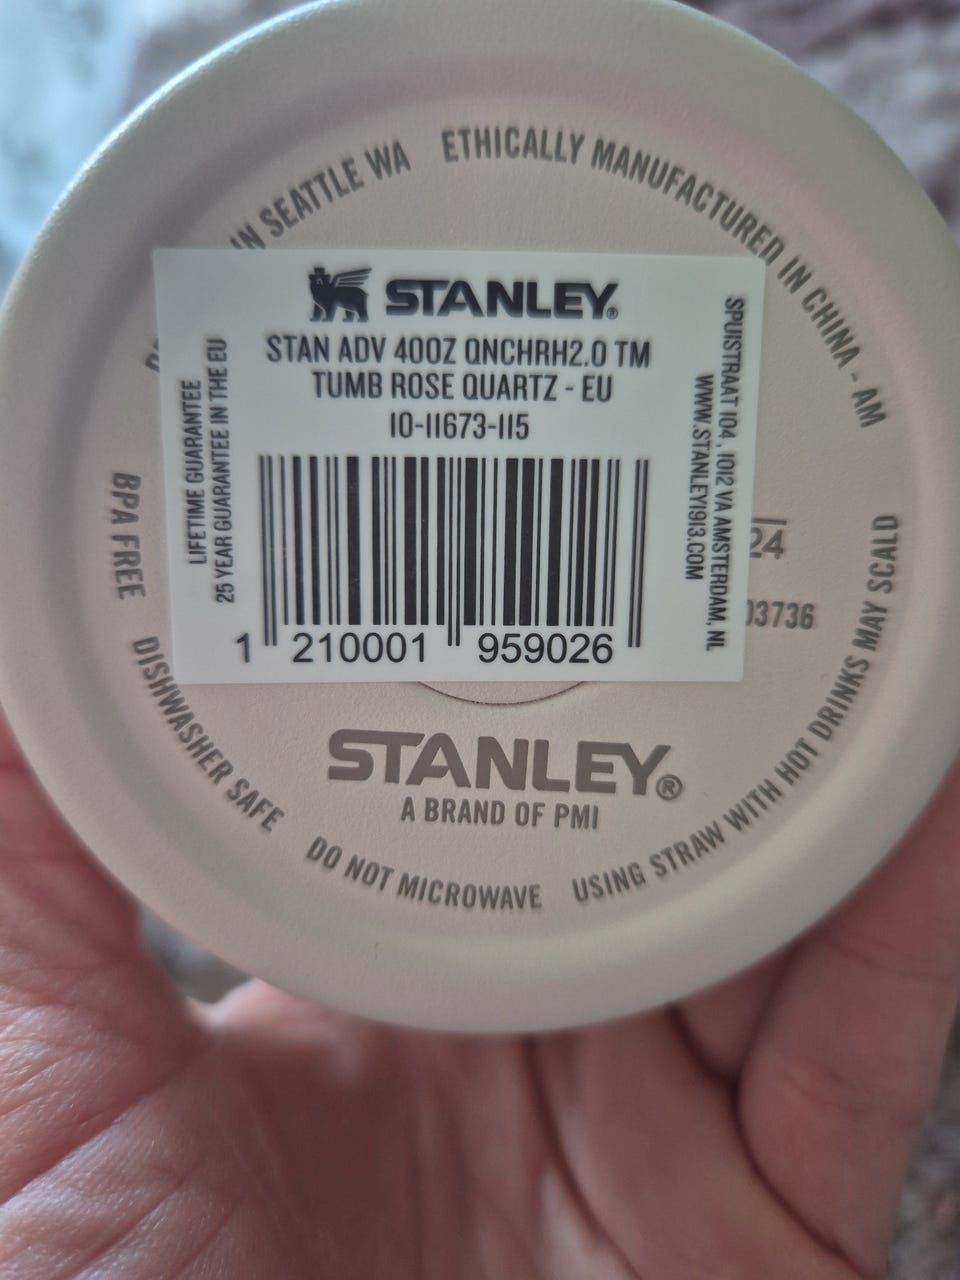 IN SEATTLE WA
ETHICALLY MANUFACTURED IN CHINA - AM
STANLEY®
STAN ADV 40OZ QNCHRH2.0 TM
TUMB ROSE QUARTZ - EU
10-11673-115
LIFETIME GUARANTEE
25 YEAR GUARANTEE IN THE EU
SPUISTRAAT 104 , 1012 VA AMSTERDAM, NL
WWW.STANLEY1913.COM
1 210001 959026
24
03736
BPA FREE
DISHWASHER SAFE
DO NOT MICROWAVE
USING STRAW WITH HOT DRINKS MAY SCALD
STANLEY®
A BRAND OF PMI